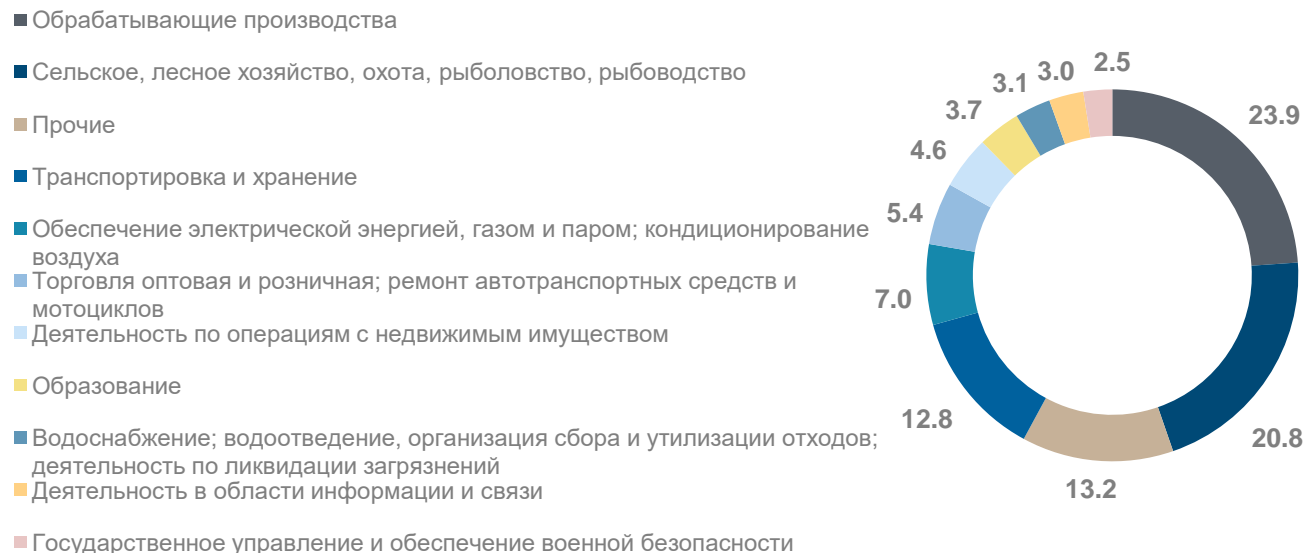 Обрабатывающие производства
Сельское, лесное хозяйство, охота, рыболовство, рыбоводство
Прочие
Транспортировка и хранение
Обеспечение электрической энергией, газом и паром; кондиционирование
воздуха
Торговля оптовая и розничная; ремонт автотранспортных средств и
мотоциклов
Деятельность по операциям с недвижимым имуществом
Образование
Водоснабжение; водоотведение, организация сбора и утилизации отходов;
деятельность по ликвидации загрязнений
Деятельность в области информации и связи
Государственное управление и обеспечение военной безопасности
23.9
20.8
13.2
12.8
7.0
5.4
4.6
3.7
3.1
3.0
2.5